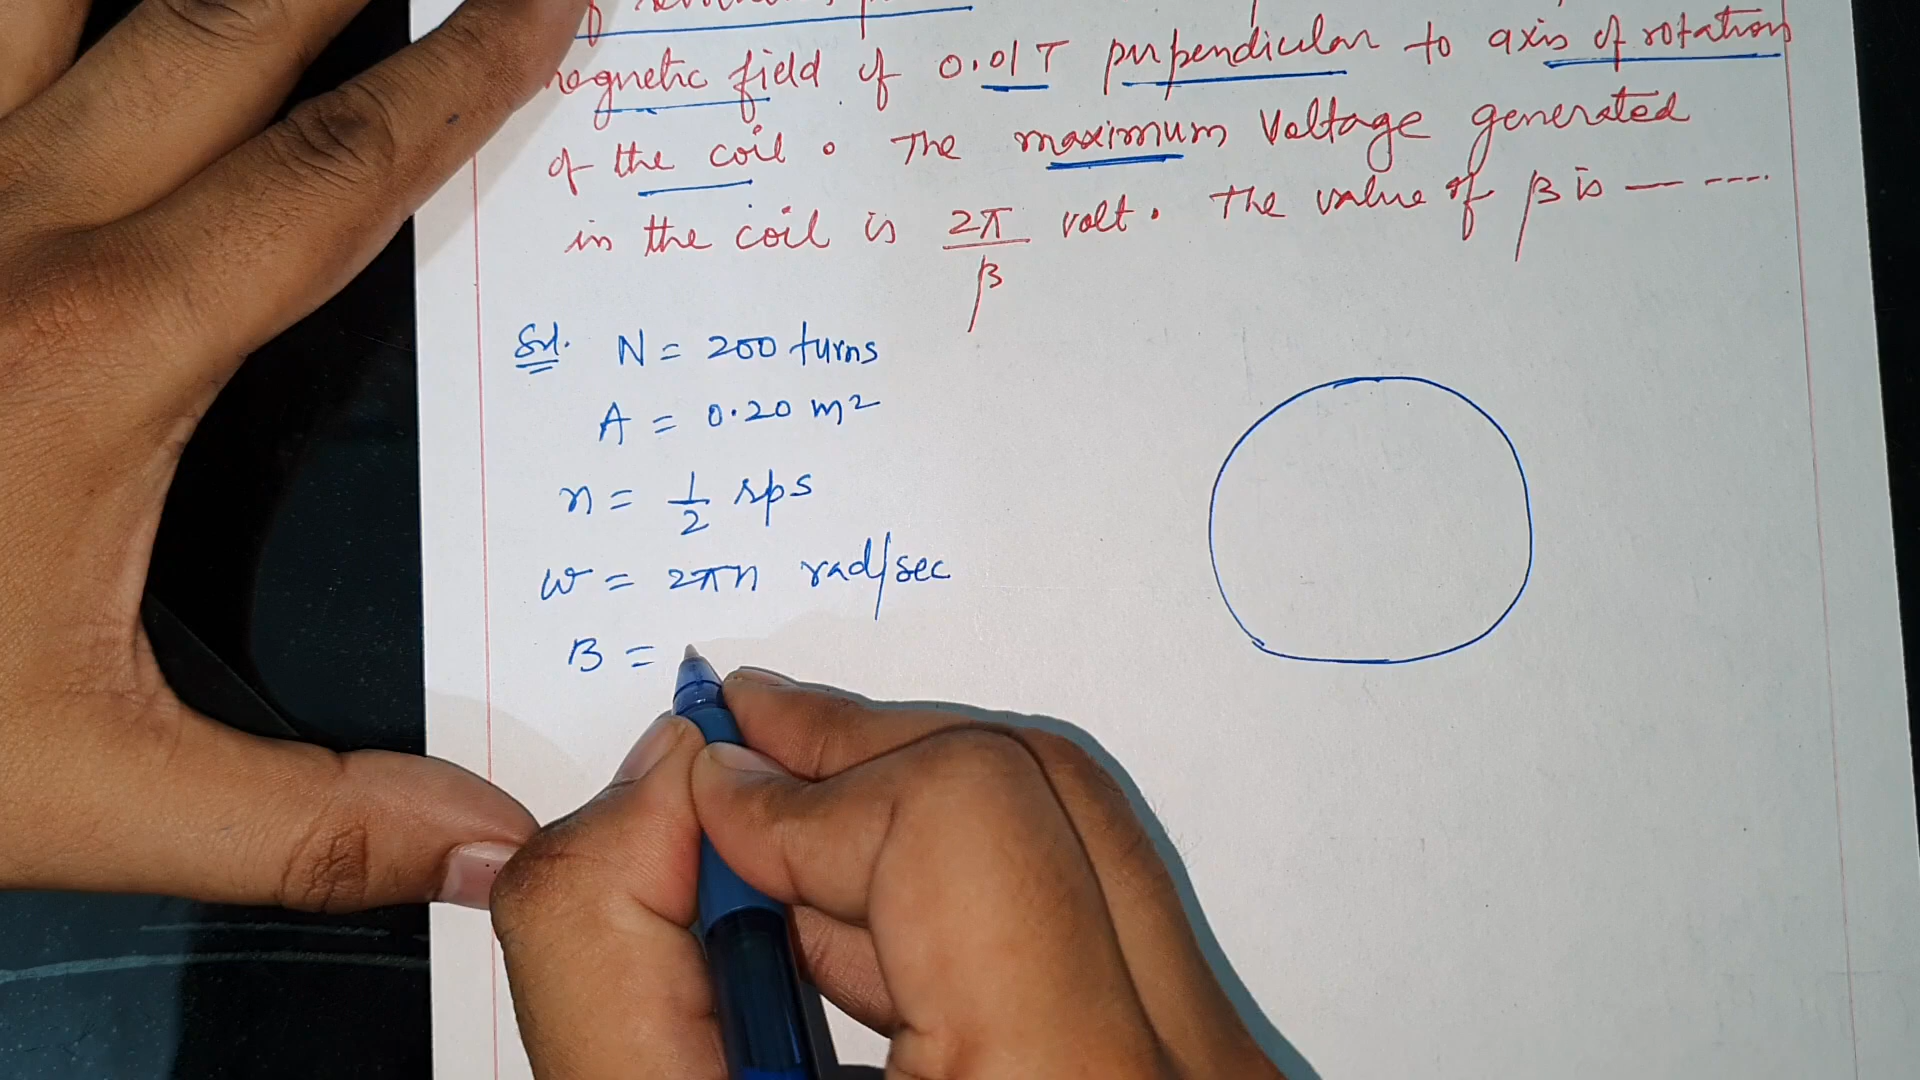 of
magnetic field of 0.01 T perpendicular to axis of rotation
of the coil. The maximum Voltage generated
in the coil is 2π/β volt. The value of β is — ----
Sol. N = 200 turns
A = 0.20 m²
n = 1/2 rps
ω = 2πn rad/sec
B =